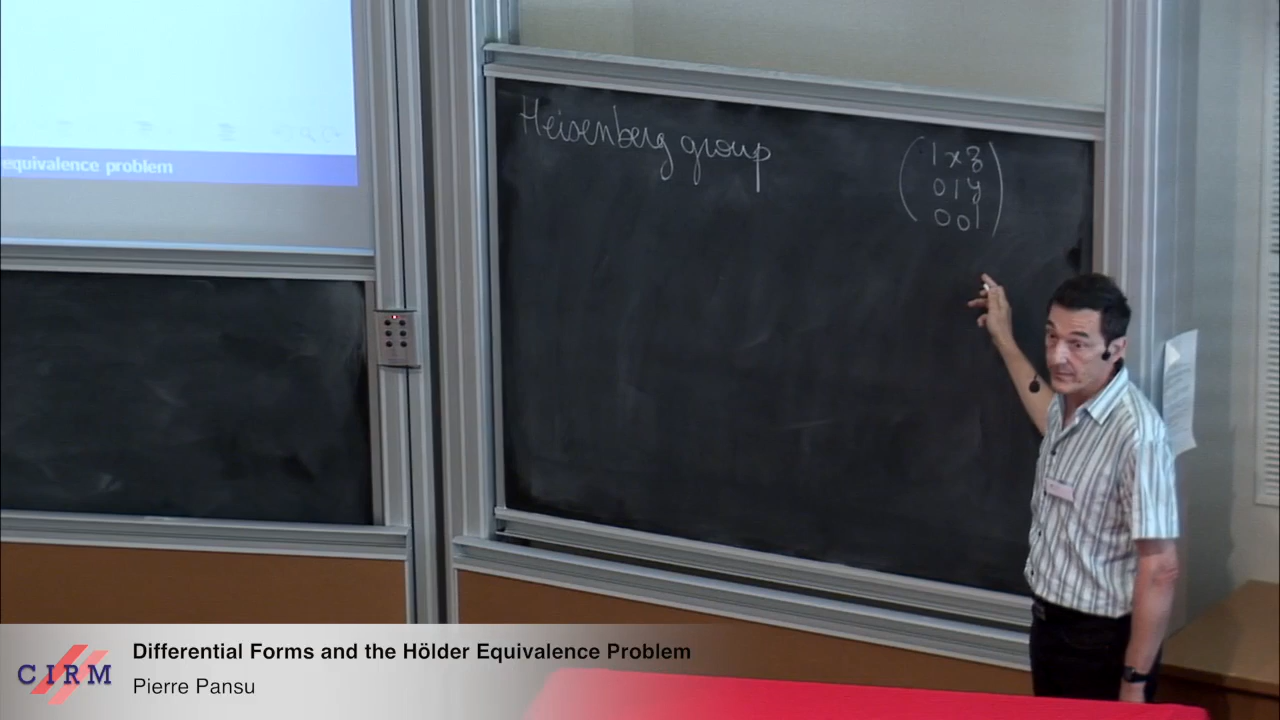 equivalence problem
Heisenberg group
1 x z
0 1 y
0 0 1
Differential Forms and the Hölder Equivalence Problem
CIRM
Pierre Pansu